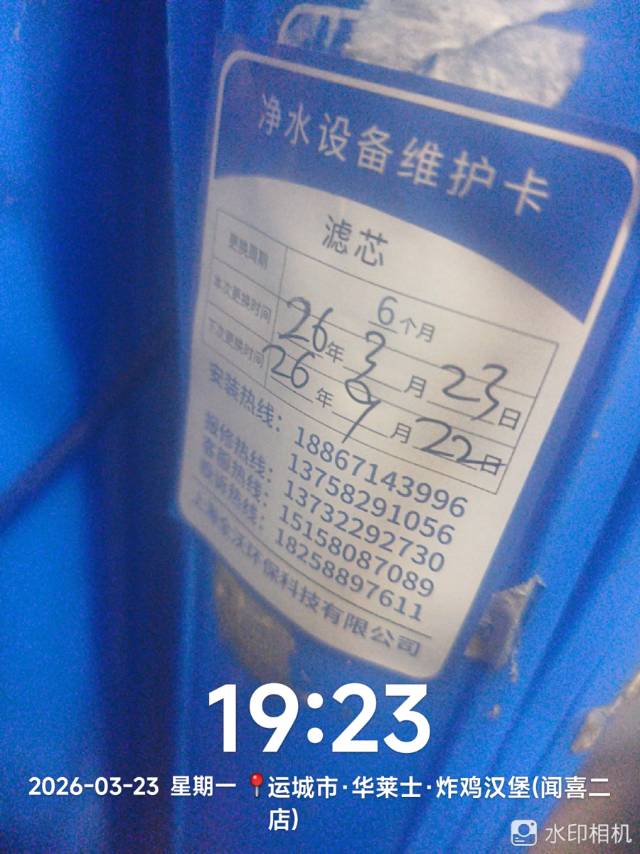 净水设备维护卡
滤芯
更换周期 6个月
本次更换时间 26年3月23日
下次更换时间 26年9月22日
安装热线：18867143996
报修热线：13758291056
客服热线：13732292730
投诉热线：15158087089
18258897611
环保科技有限公司
19:23
2026-03-23 星期一 📍运城市·华莱士·炸鸡汉堡(闻喜二
店)
水印相机